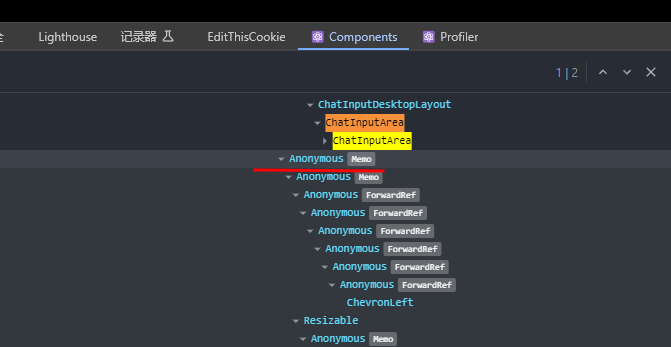 全 Lighthouse 记录器 EditThisCookie Components Profiler
1 | 2
ChatInputDesktopLayout
ChatInputArea
ChatInputArea
Anonymous Memo
Anonymous Memo
Anonymous ForwardRef
Anonymous ForwardRef
Anonymous ForwardRef
Anonymous ForwardRef
Anonymous ForwardRef
Anonymous ForwardRef
ChevronLeft
Resizable
Anonymous Memo